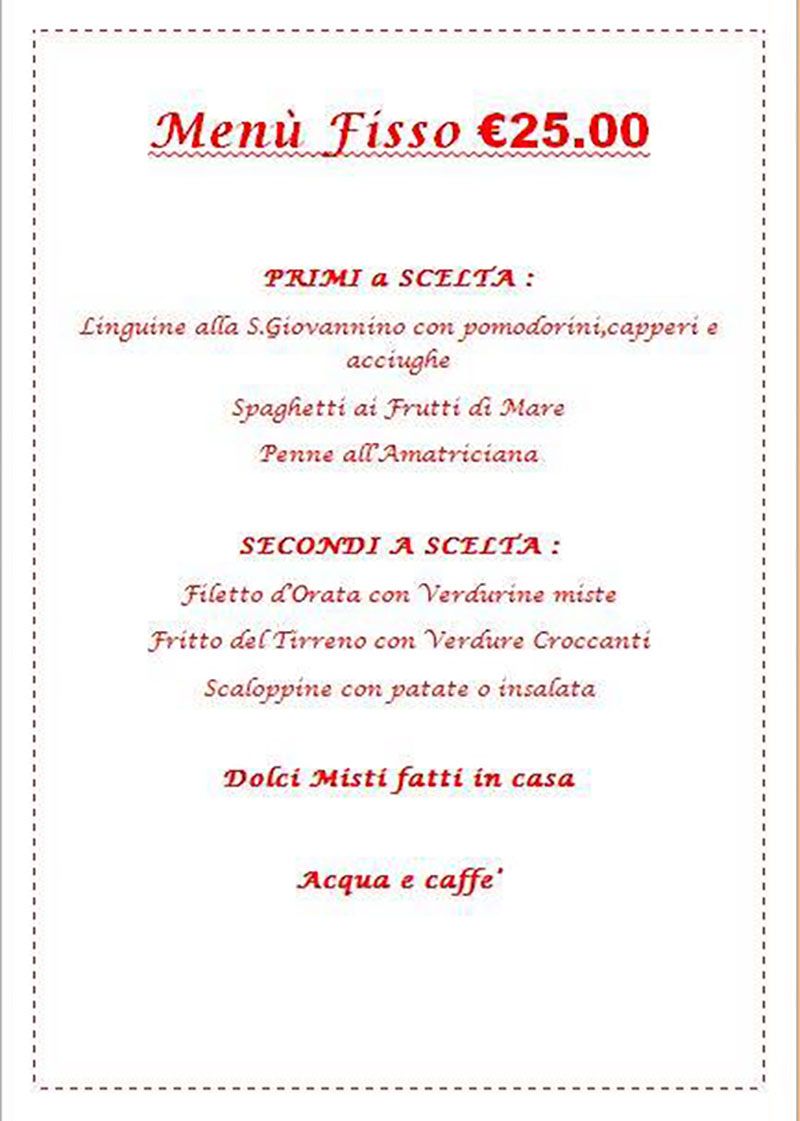 Menù Fisso €25.00
PRIMI a SCELTA :
Linguine alla S.Giovannino con pomodorini,capperi e
acciughe
Spaghetti ai Frutti di Mare
Penne all'Amatriciana
SECONDI A SCELTA :
Filetto d'Orata con Verdurine miste
Fritto del Tirreno con Verdure Croccanti
Scaloppine con patate o insalata
Dolci Misti fatti in casa
Acqua e caffe'